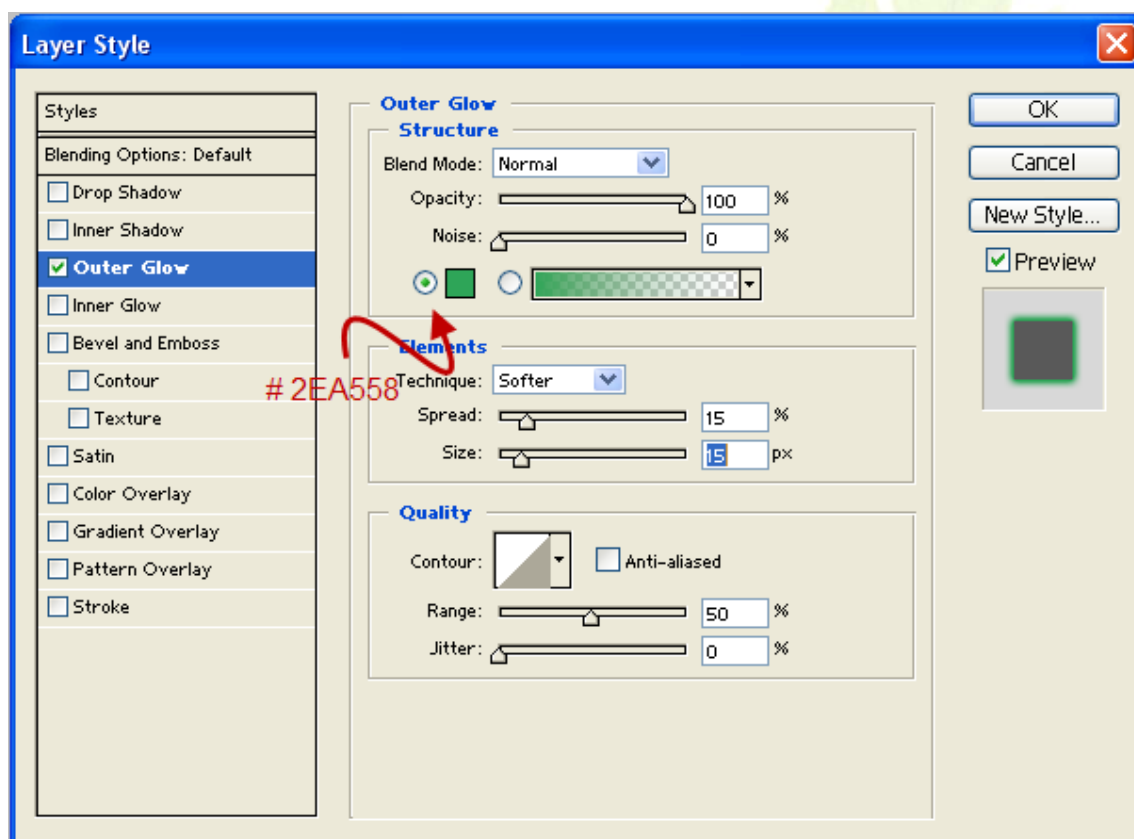 Layer Style
Styles
Blending Options: Default
Drop Shadow
Inner Shadow
Outer Glow
Inner Glow
Bevel and Emboss
Contour
Texture
Satin
Color Overlay
Gradient Overlay
Pattern Overlay
Stroke
Outer Glow
Structure
Blend Mode: Normal
Opacity: 100 %
Noise: 0 %
Elements
# 2EA558
Technique: Softer
Spread: 15 %
Size: 15 px
Quality
Contour: Anti-aliased
Range: 50 %
Jitter: 0 %
OK
Cancel
New Style...
Preview